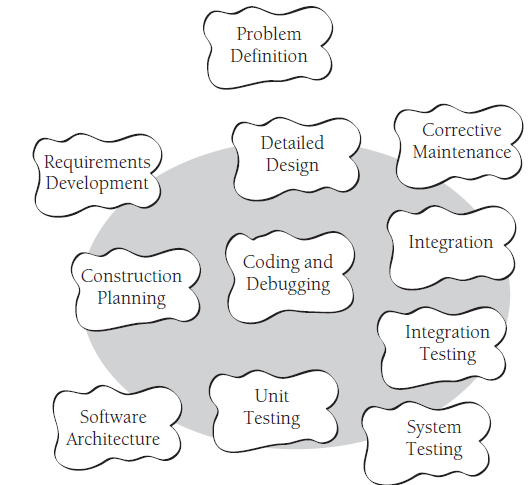 Problem
Definition
Detailed
Design
Corrective
Maintenance
Requirements
Development
Integration
Coding and
Debugging
Construction
Planning
Integration
Testing
Unit
Testing
Software
Architecture
System
Testing